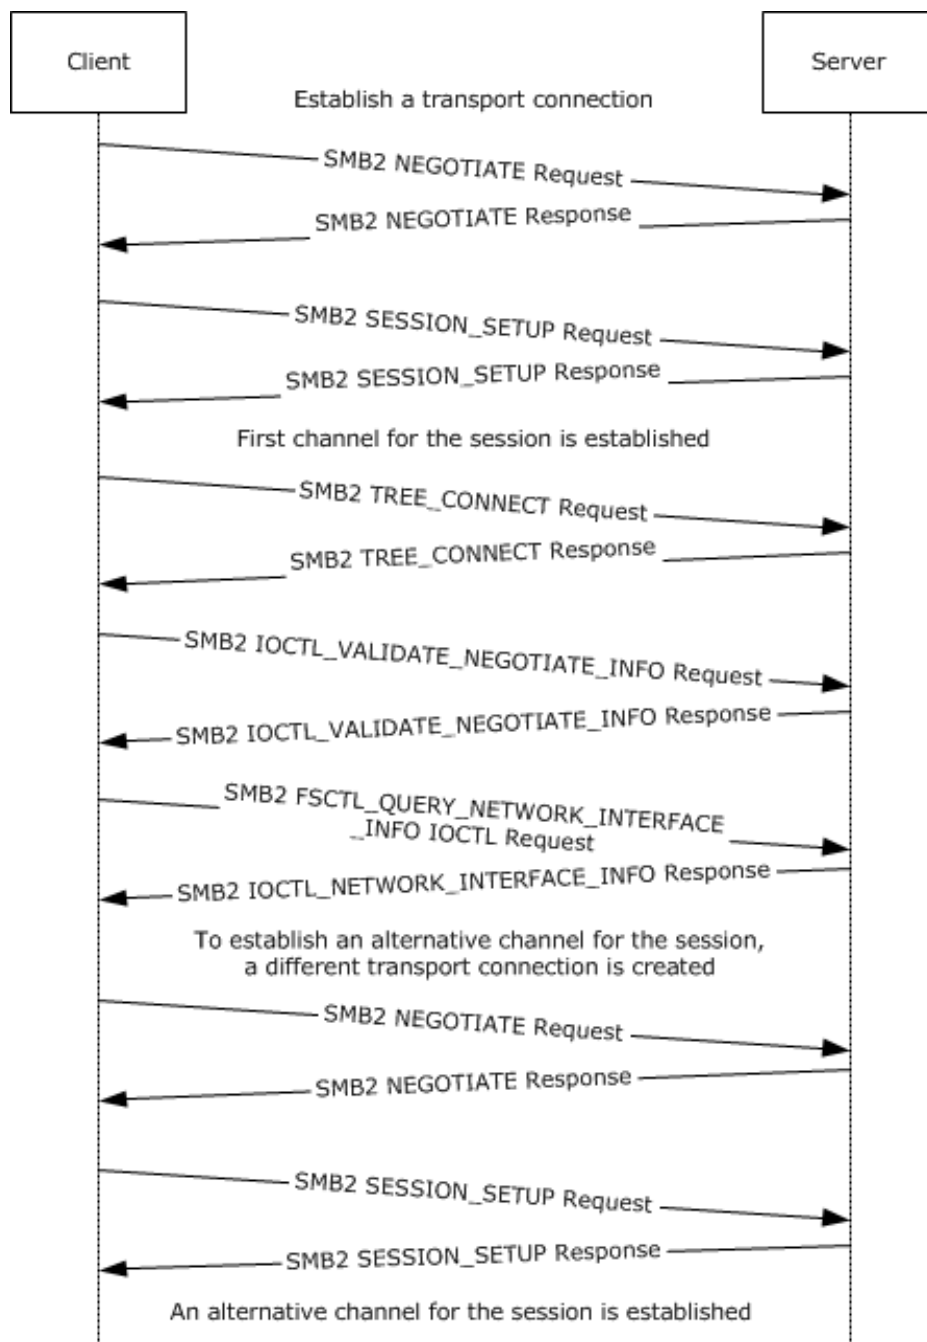 Client
Server
Establish a transport connection
SMB2 NEGOTIATE Request
SMB2 NEGOTIATE Response
SMB2 SESSION_SETUP Request
SMB2 SESSION_SETUP Response
First channel for the session is established
SMB2 TREE_CONNECT Request
SMB2 TREE_CONNECT Response
SMB2 IOCTL_VALIDATE_NEGOTIATE_INFO Request
SMB2 IOCTL_VALIDATE_NEGOTIATE_INFO Response
SMB2 FSCTL_QUERY_NETWORK_INTERFACE
_INFO IOCTL Request
SMB2 IOCTL_NETWORK_INTERFACE_INFO Response
To establish an alternative channel for the session,
a different transport connection is created
SMB2 NEGOTIATE Request
SMB2 NEGOTIATE Response
SMB2 SESSION_SETUP Request
SMB2 SESSION_SETUP Response
An alternative channel for the session is established